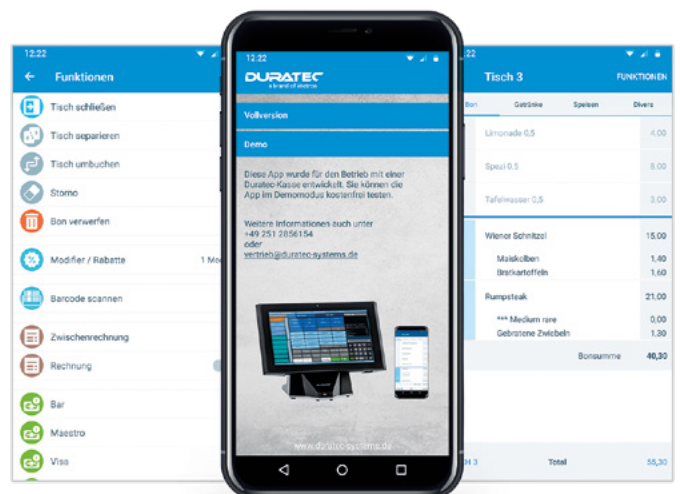 12:22
Funktionen
Tisch schließen
Tisch separieren
Tisch umbuchen
Storno
Bon verwerfen
Modifier / Rabatte
Barcode scannen
Zwischenrechnung
Rechnung
Bar
Maestro
Visa
12:22
DURATEC
Vollversion
Demo
Diese App wurde für den Betrieb mit einer
Duratec-Kasse entwickelt. Sie können die
App im Demomodus kostenfrei testen.
Weitere Informationen auch unter
+49 251 2856154
oder
vertrieb@duratec-systems.de
www.duratec-systems.de
Tisch 3 FUNKTIONEN
Bon Getränke Speisen Divers
Limonade 0,5 4,00
Spezi 0,5 8,00
Tafelwasser 0,5 3,00
Wiener Schnitzel 15,00
Maiskolben 1,40
Bratkartoffeln 1,60
Rumpsteak 21,00
*** Medium rare 0,00
Gebratene Zwiebeln 1,30
Bonsumme 40,30
Total 55,30